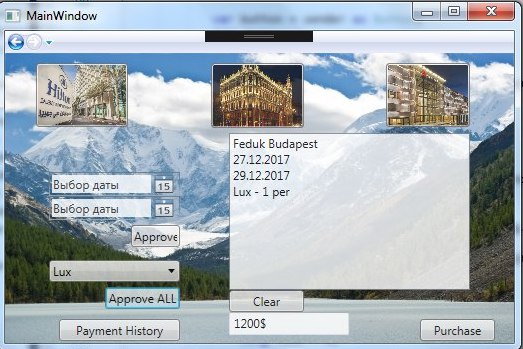 MainWindow
Hilton
Feduk Budapest
27.12.2017
29.12.2017
Lux - 1 per
Выбор даты
15
Выбор даты
15
Approve
Lux
Approve ALL
Clear
1200$
Payment History
Purchase